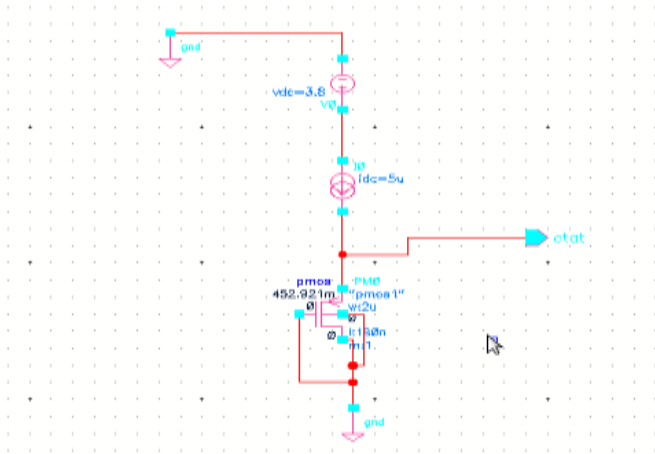 gnd
vdc=3.8
V0
I0
idc=5u
ctat
pmos
PM0
452.921m
"pmos1"
w:2u
0
0
l:180n
m:1
gnd